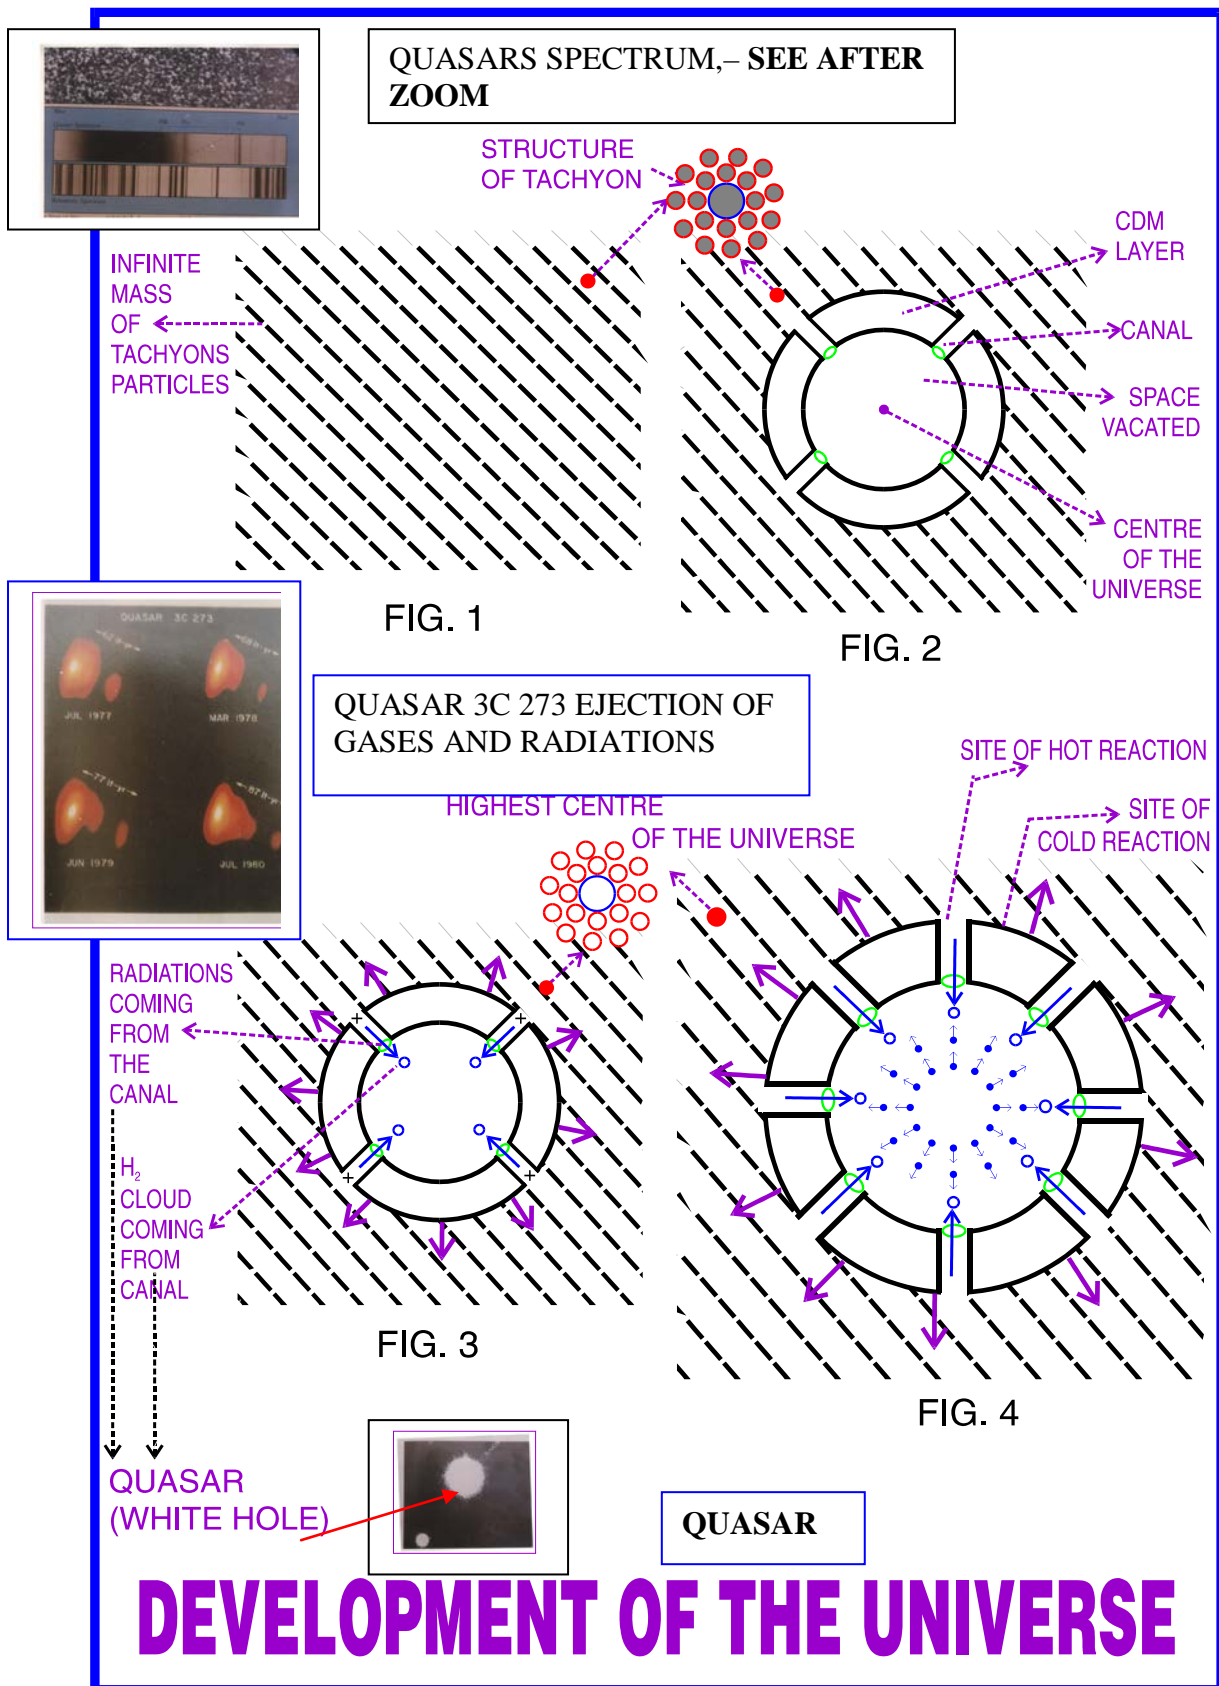 QUASARS SPECTRUM,– SEE AFTER
ZOOM
STRUCTURE
OF TACHYON
INFINITE
MASS
OF
TACHYONS
PARTICLES
CDM
LAYER
CANAL
SPACE
VACATED
CENTRE
OF THE
UNIVERSE
FIG. 1
FIG. 2
QUASAR 3C 273
JUL 1977
MAR 1978
JUN 1979
JUL 1980
QUASAR 3C 273 EJECTION OF
GASES AND RADIATIONS
HIGHEST CENTRE
OF THE UNIVERSE
SITE OF HOT REACTION
SITE OF
COLD REACTION
RADIATIONS
COMING
FROM
THE
CANAL
H₂
CLOUD
COMING
FROM
CANAL
+
+
+
+
FIG. 3
FIG. 4
QUASAR
(WHITE HOLE)
QUASAR
DEVELOPMENT OF THE UNIVERSE